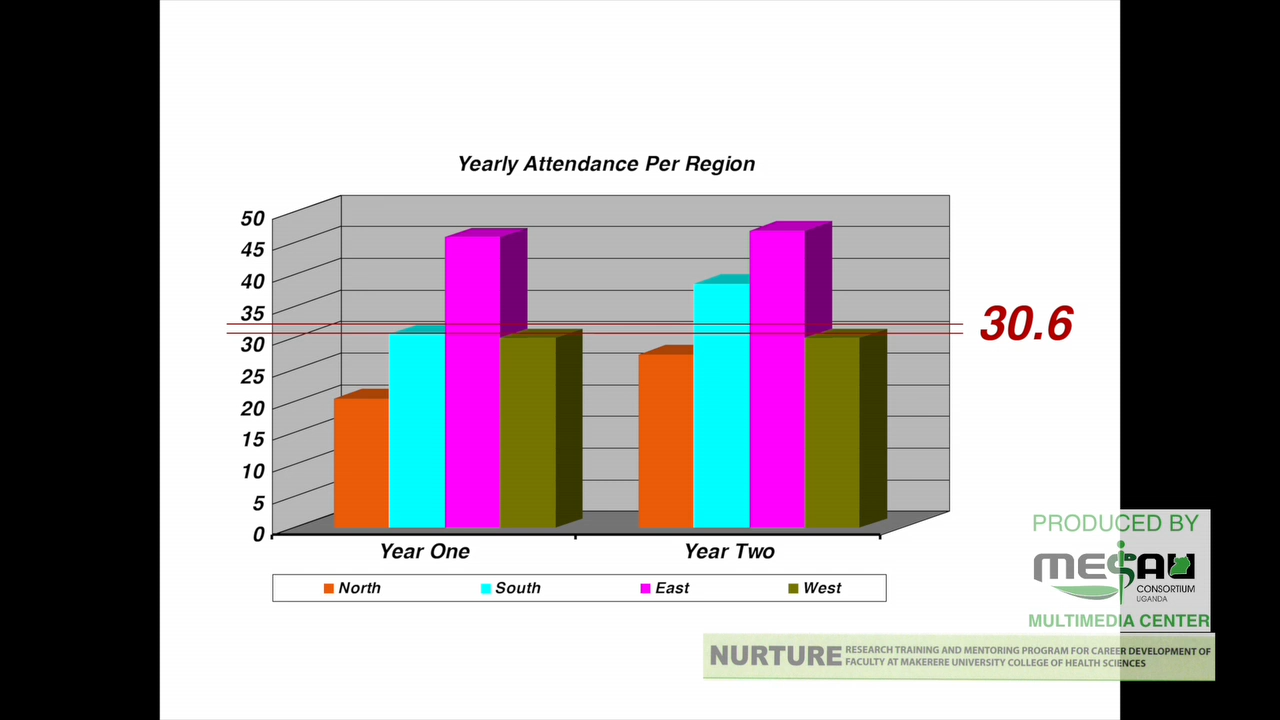 Yearly Attendance Per Region
50
45
40
35
30
25
20
15
10
5
0
30.6
Year One
Year Two
North
South
East
West
PRODUCED BY
MESAU
CONSORTIUM
UGANDA
MULTIMEDIA CENTER
NURTURE
RESEARCH TRAINING AND MENTORING PROGRAM FOR CAREER DEVELOPMENT OF
FACULTY AT MAKERERE UNIVERSITY COLLEGE OF HEALTH SCIENCES